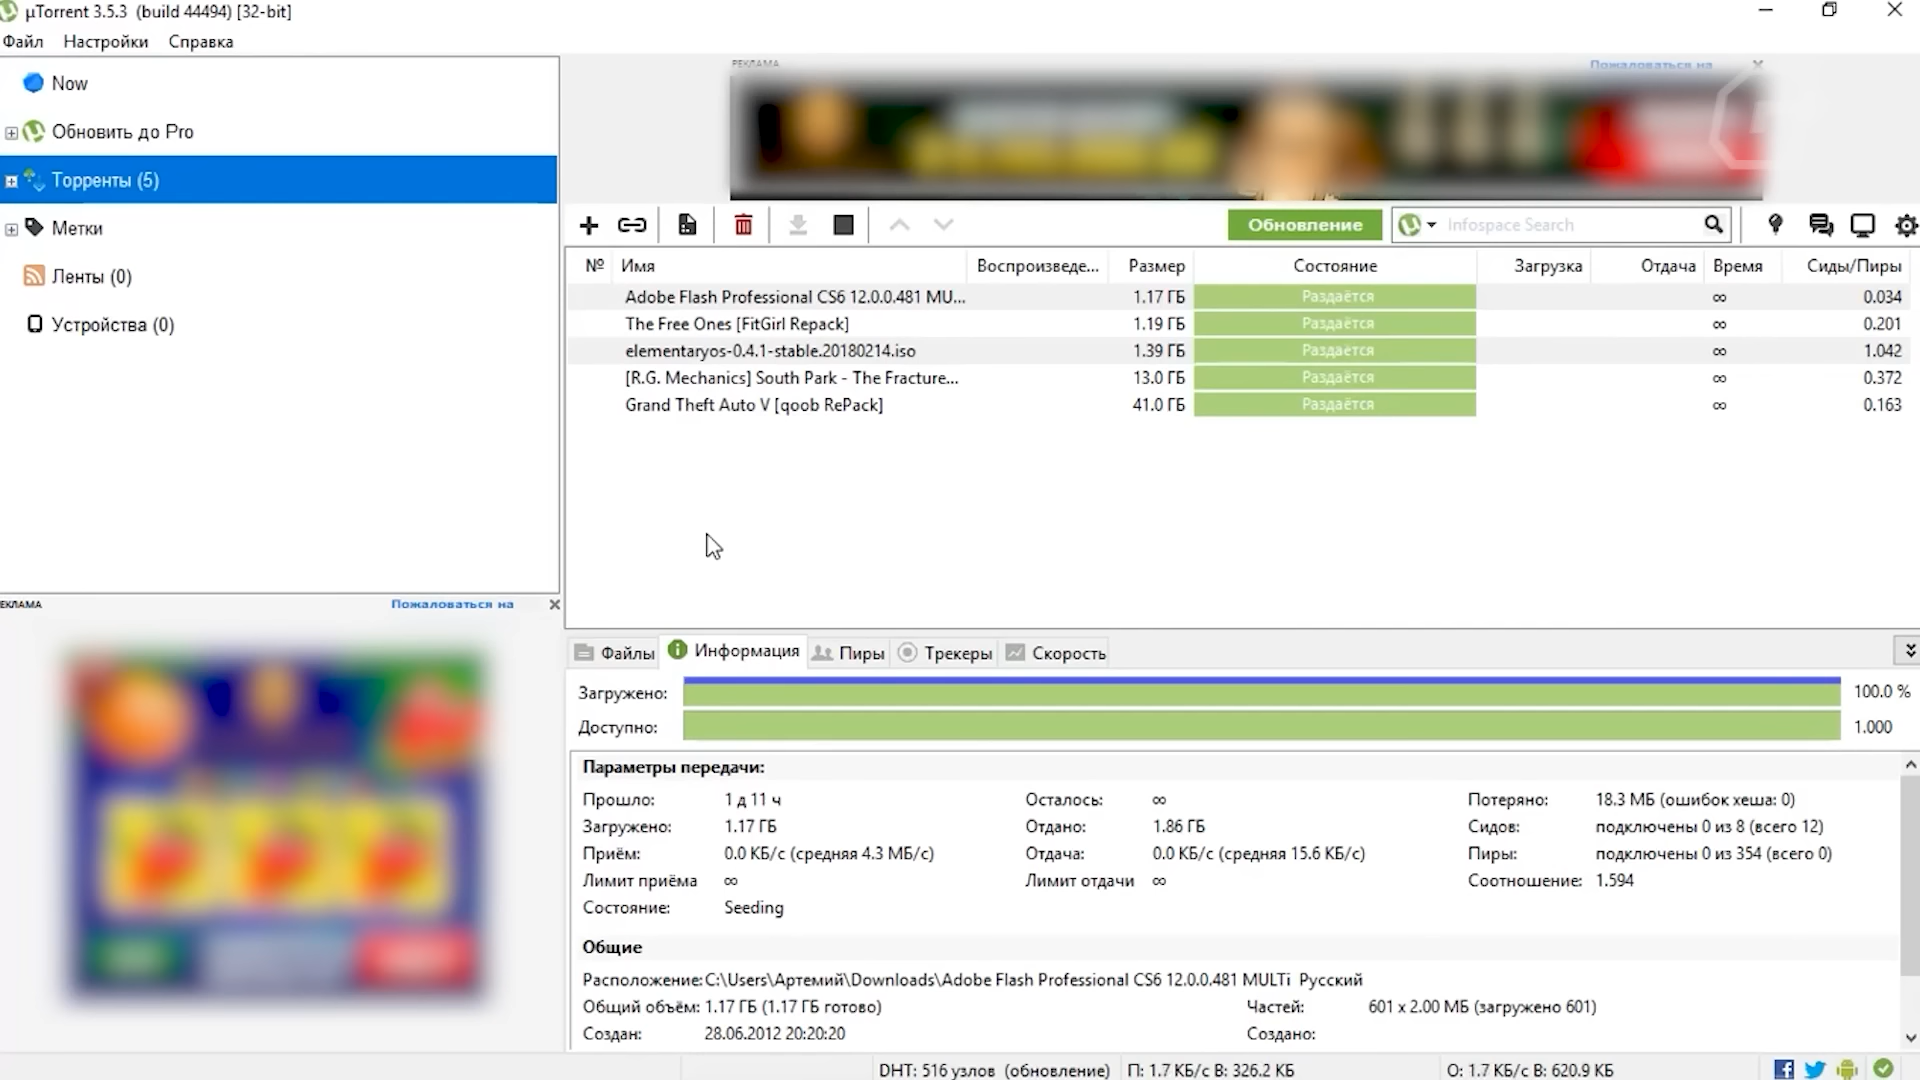 µTorrent 3.5.3 (build 44494) [32-bit]
Файл Настройки Справка
Now
Обновить до Pro
Торренты (5)
Метки
Ленты (0)
Устройства (0)
РЕКЛАМА Пожаловаться на
Обновление Infospace Search
№ Имя Воспроизведе... Размер Состояние Загрузка Отдача Время Сиды/Пиры
Adobe Flash Professional CS6 12.0.0.481 MU... 1.17 ГБ Раздаётся ∞ 0.034
The Free Ones [FitGirl Repack] 1.19 ГБ Раздаётся ∞ 0.201
elementaryos-0.4.1-stable.20180214.iso 1.39 ГБ Раздаётся ∞ 1.042
[R.G. Mechanics] South Park - The Fracture... 13.0 ГБ Раздаётся ∞ 0.372
Grand Theft Auto V [qoob RePack] 41.0 ГБ Раздаётся ∞ 0.163
ЕКЛАМА Пожаловаться на
Файлы Информация Пиры Трекеры Скорость
Загружено: 100.0 %
Доступно: 1.000
Параметры передачи:
Прошло: 1 д 11 ч Осталось: ∞ Потеряно: 18.3 МБ (ошибок хеша: 0)
Загружено: 1.17 ГБ Отдано: 1.86 ГБ Сидов: подключены 0 из 8 (всего 12)
Приём: 0.0 КБ/с (средняя 4.3 МБ/с) Отдача: 0.0 КБ/с (средняя 15.6 КБ/с) Пиры: подключены 0 из 354 (всего 0)
Лимит приёма ∞ Лимит отдачи ∞ Соотношение: 1.594
Состояние: Seeding
Общие
Расположение: C:\Users\Артемий\Downloads\Adobe Flash Professional CS6 12.0.0.481 MULTi Русский
Общий объём: 1.17 ГБ (1.17 ГБ готово) Частей: 601 x 2.00 МБ (загружено 601)
Создан: 28.06.2012 20:20:20 Создано:
DHT: 516 узлов (обновление) П: 1.7 КБ/с В: 326.2 КБ О: 1.7 КБ/с В: 620.9 КБ